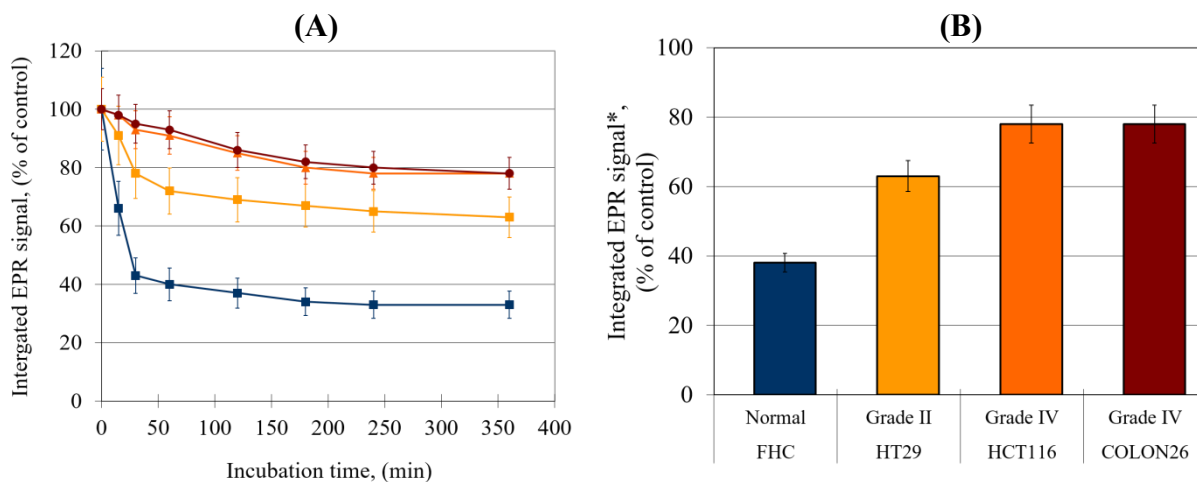 (A)
Intergated EPR signal, (% of control)
120
100
80
60
40
20
0
0 50 100 150 200 250 300 350 400
Incubation time, (min)
(B)
Integrated EPR signal*,
(% of control)
100
80
60
40
20
0
Normal Grade II Grade IV Grade IV
FHC HT29 HCT116 COLON26